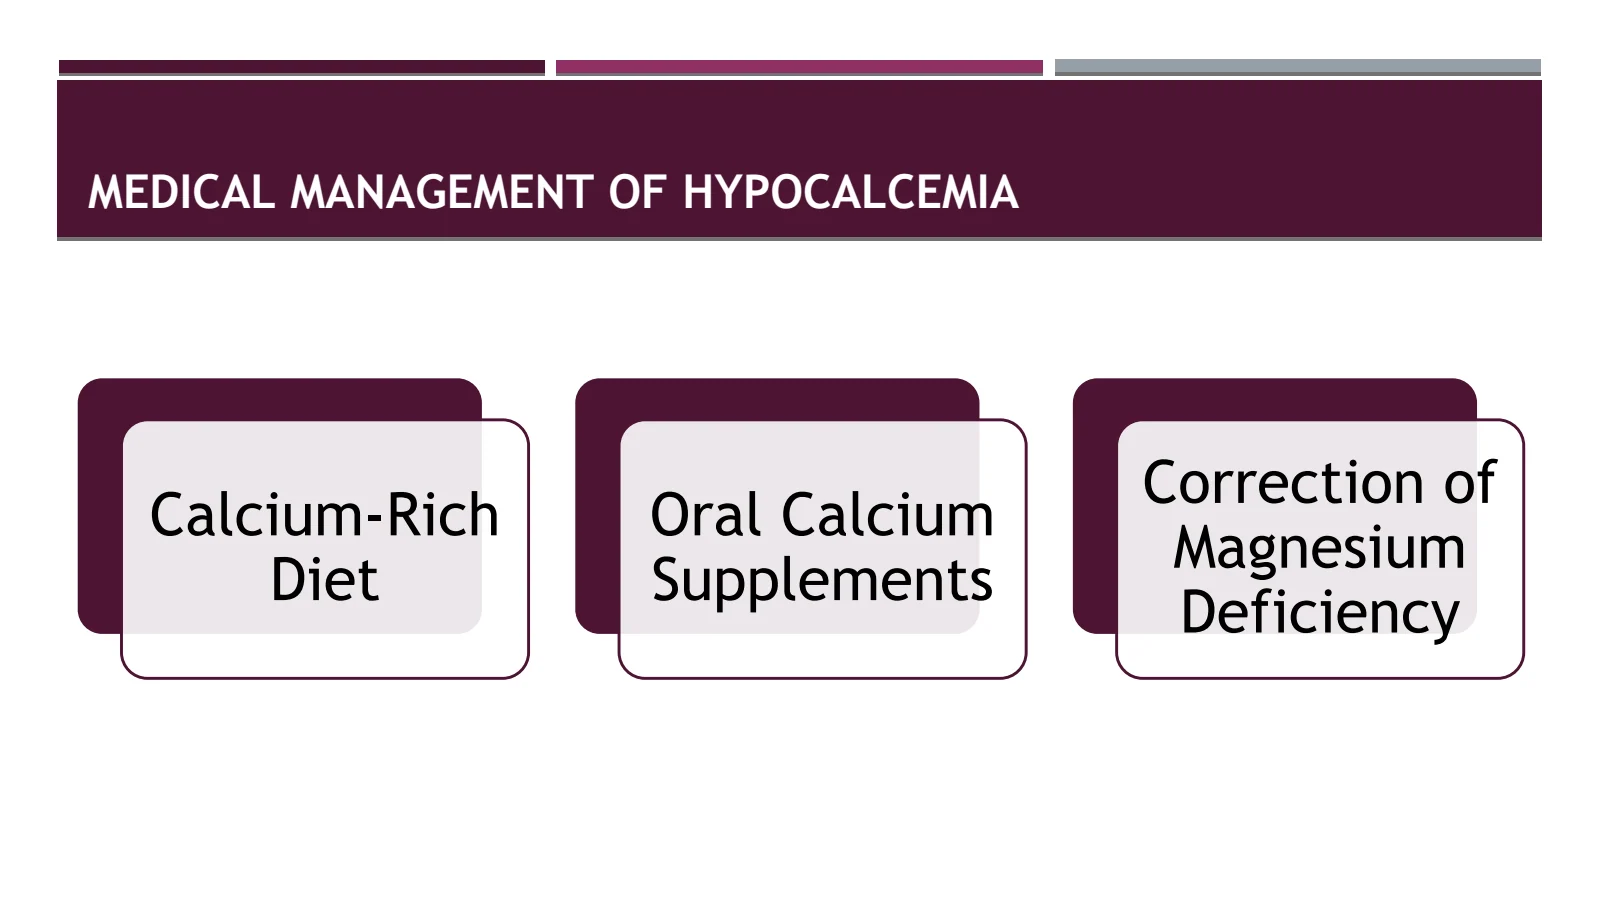 MEDICAL MANAGEMENT OF HYPOCALCEMIA
Calcium-Rich
Diet
Oral Calcium
Supplements
Correction of
Magnesium
Deficiency